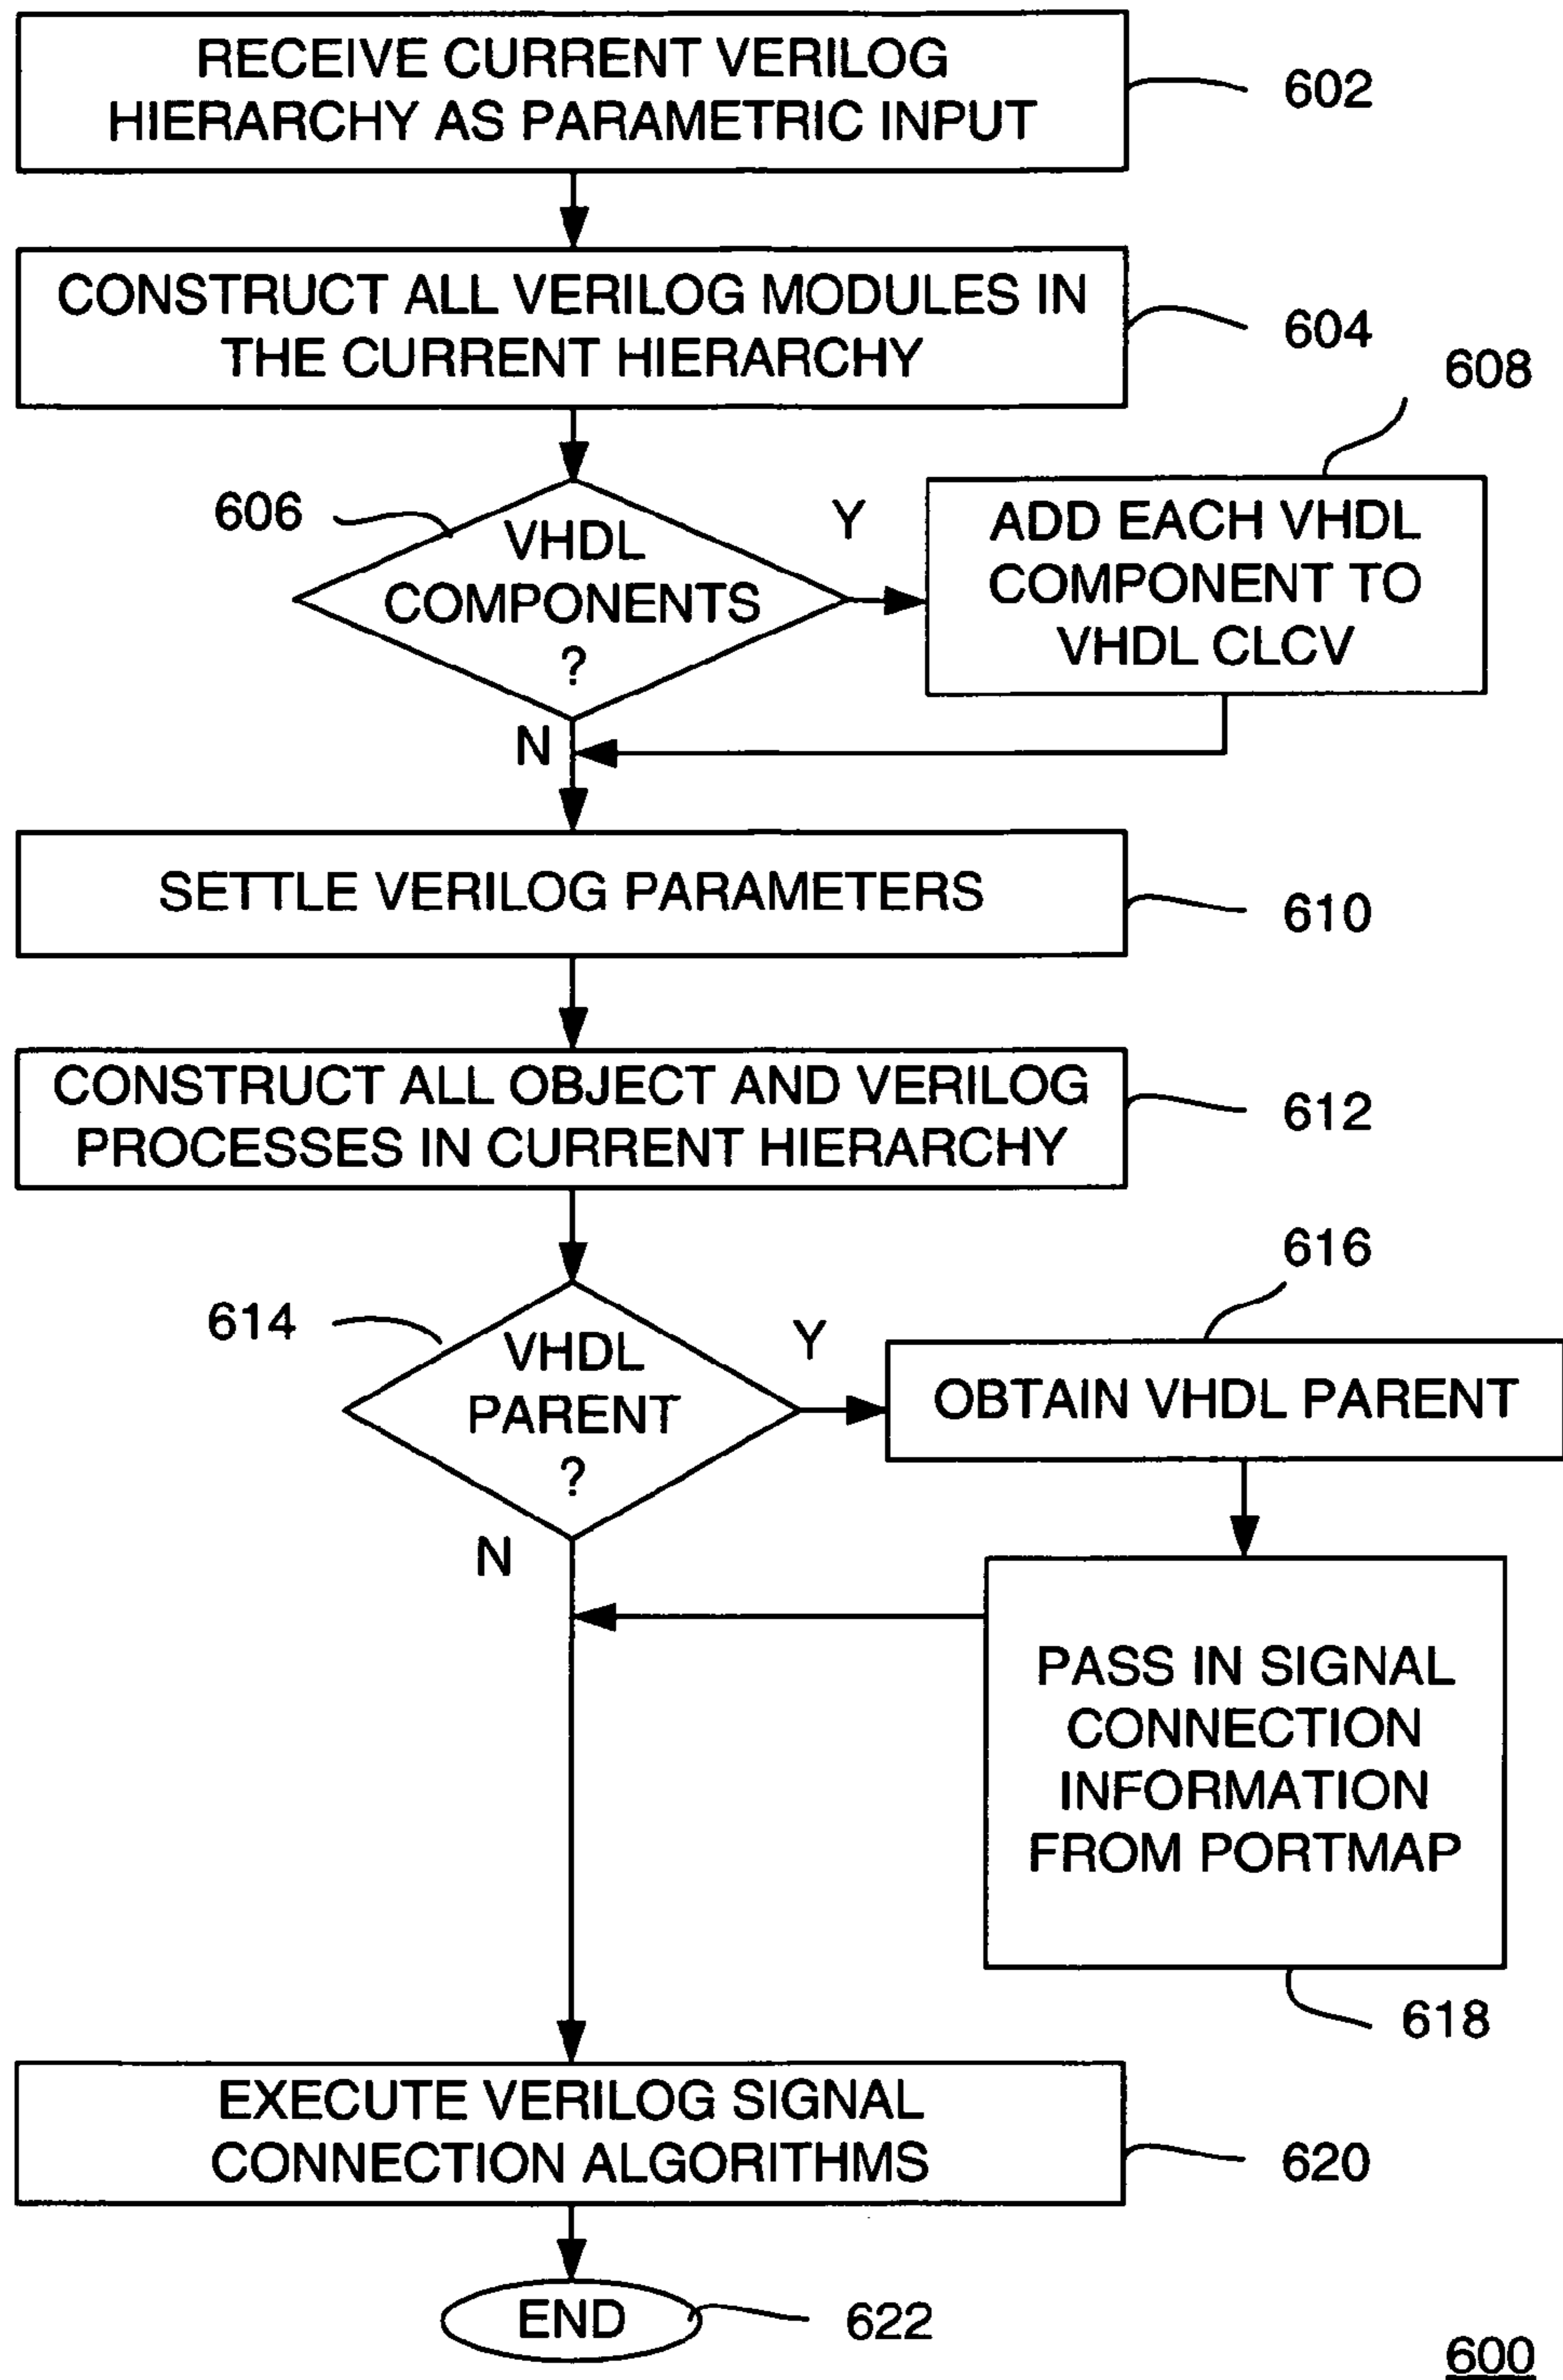 RECEIVE CURRENT VERILOG
HIERARCHY AS PARAMETRIC INPUT
602
CONSTRUCT ALL VERILOG MODULES IN
THE CURRENT HIERARCHY
604
608
606
VHDL
COMPONENTS
?
Y
N
ADD EACH VHDL
COMPONENT TO
VHDL CLCV
SETTLE VERILOG PARAMETERS
610
CONSTRUCT ALL OBJECT AND VERILOG
PROCESSES IN CURRENT HIERARCHY
612
616
614
VHDL
PARENT
?
Y
N
OBTAIN VHDL PARENT
PASS IN SIGNAL
CONNECTION
INFORMATION
FROM PORTMAP
618
EXECUTE VERILOG SIGNAL
CONNECTION ALGORITHMS
620
END
622
600